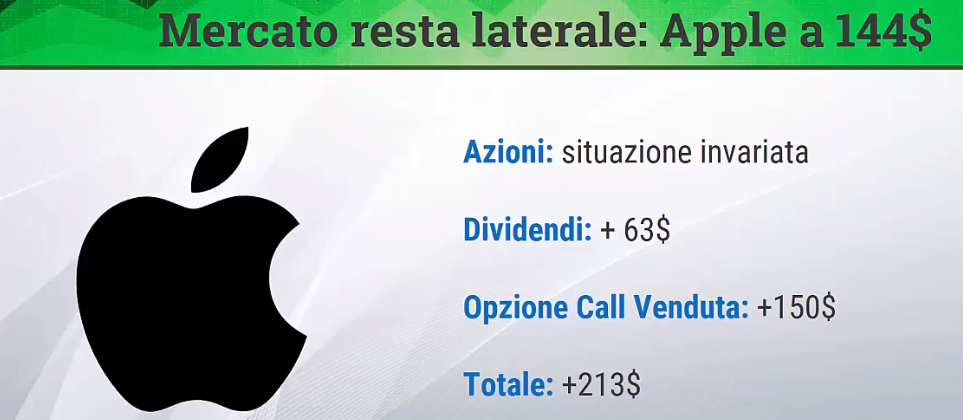 Mercato resta laterale: Apple a 144$
Azioni: situazione invariata
Dividendi: + 63$
Opzione Call Venduta: +150$
Totale: +213$